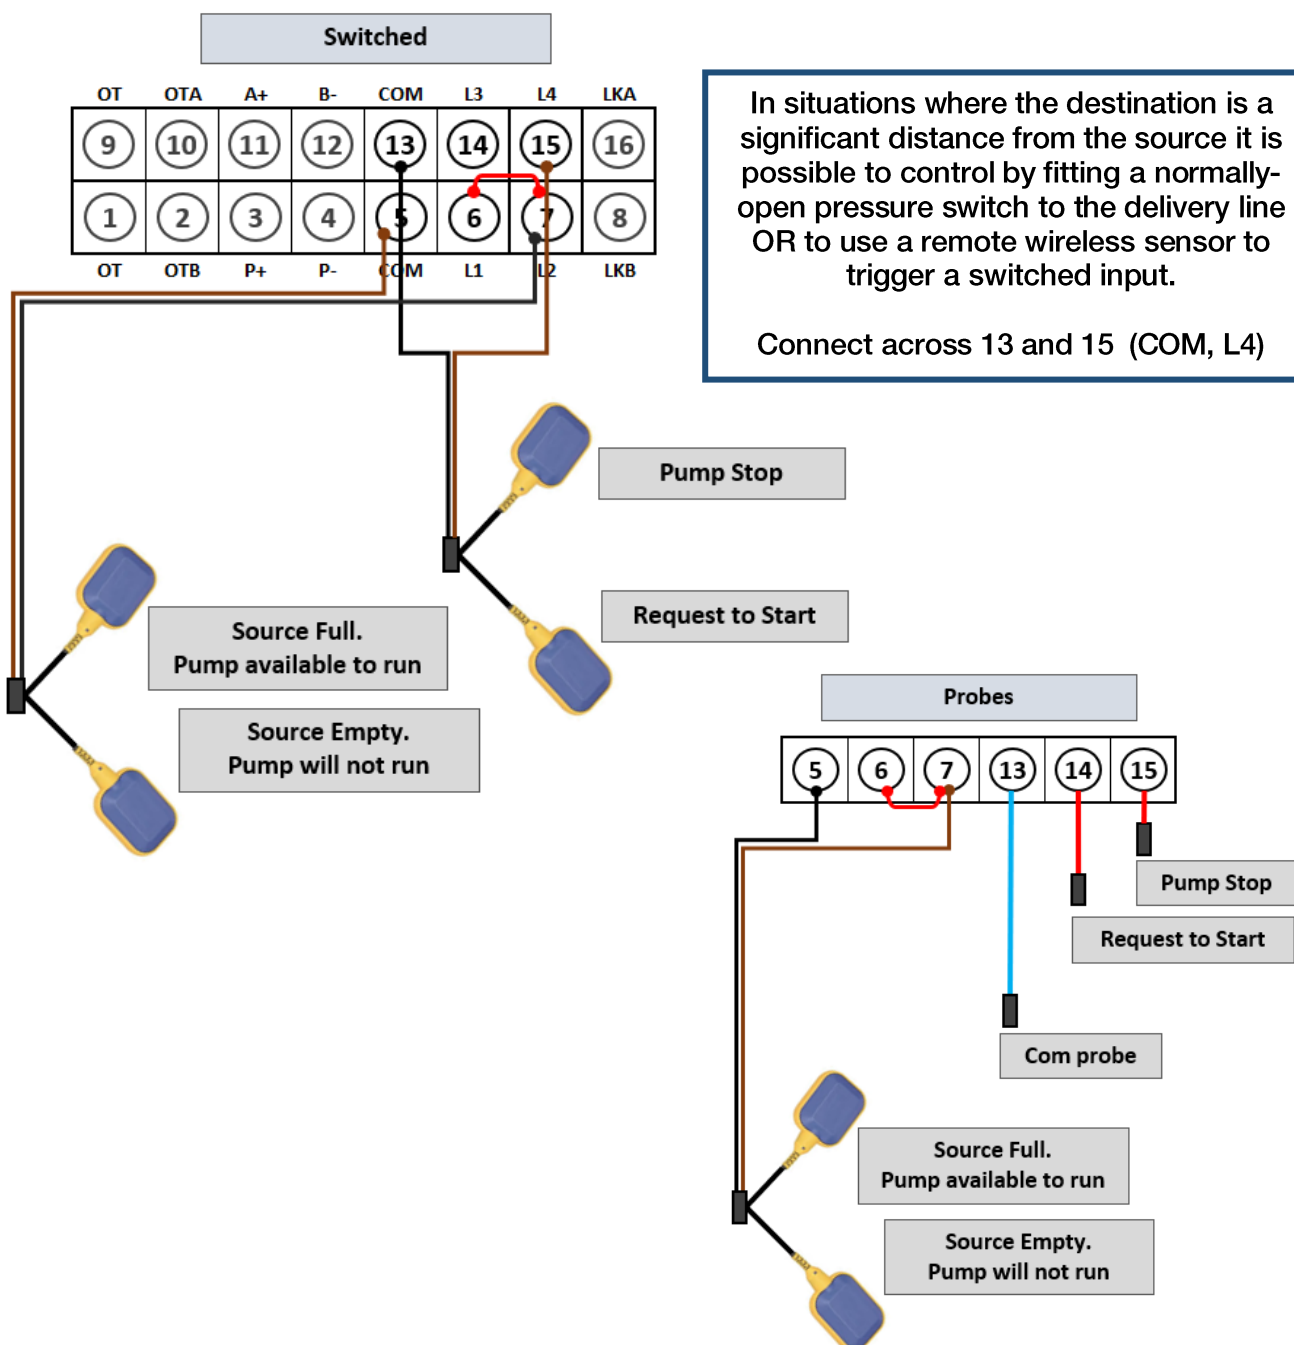 Switched
OT OTA A+ B- COM L3 L4 LKA
9 10 11 12 13 14 15 16
1 2 3 4 5 6 7 8
OT OTB P+ P- COM L1 L2 LKB
In situations where the destination is a
significant distance from the source it is
possible to control by fitting a normally-
open pressure switch to the delivery line
OR to use a remote wireless sensor to
trigger a switched input.
Connect across 13 and 15 (COM, L4)
Pump Stop
Request to Start
Source Full.
Pump available to run
Source Empty.
Pump will not run
Probes
5 6 7 13 14 15
Pump Stop
Request to Start
Com probe
Source Full.
Pump available to run
Source Empty.
Pump will not run